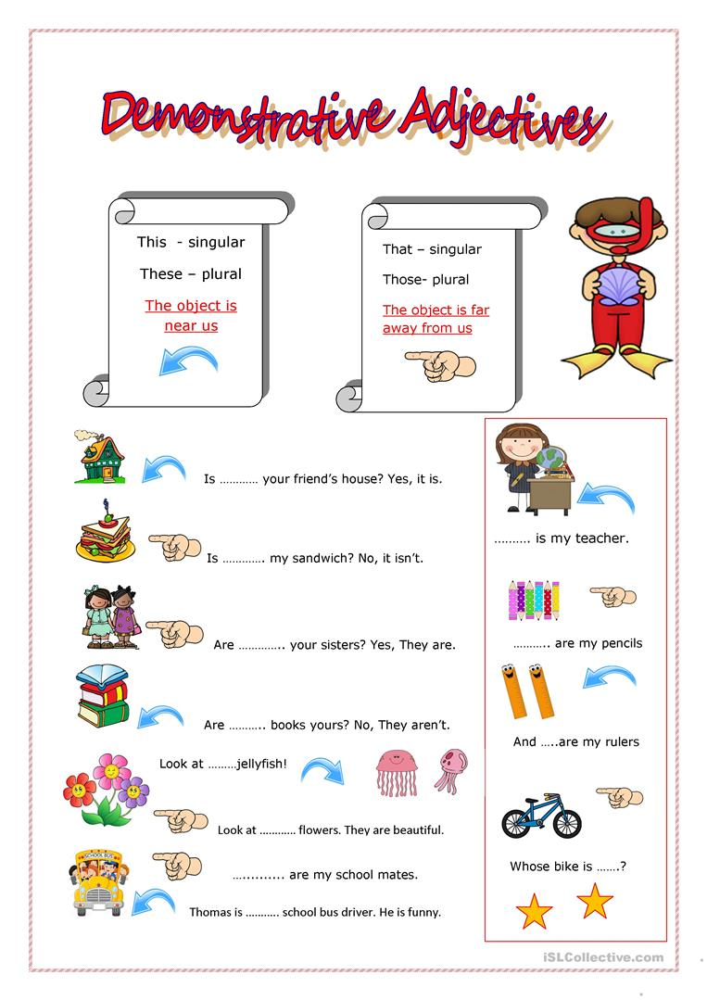 Demonstrative Adjectives
This - singular
These – plural
The object is
near us
That – singular
Those- plural
The object is far
away from us
Is ………… your friend’s house? Yes, it is.
Is …………. my sandwich? No, it isn’t.
Are ………….. your sisters? Yes, They are.
Are ……….. books yours? No, They aren’t.
Look at ………jellyfish!
Look at ………… flowers. They are beautiful.
SCHOOL BUS
…………. are my school mates.
Thomas is ……….. school bus driver. He is funny.
………. is my teacher.
……….. are my pencils
And …..are my rulers
Whose bike is …….?
iSLCollective.com